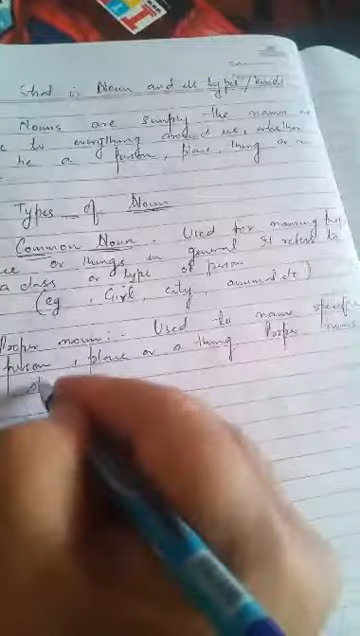 What is Noun and its types/kinds
Nouns are simply the names
to everything around us, whether
be a person, place, thing or
Types of Noun
Common Noun : Used for naming
or things in general It refers to
a class or type of person
(eg , Girl, city, animal etc)
Proper noun :- Used to name specific
person , place or a thing. Proper